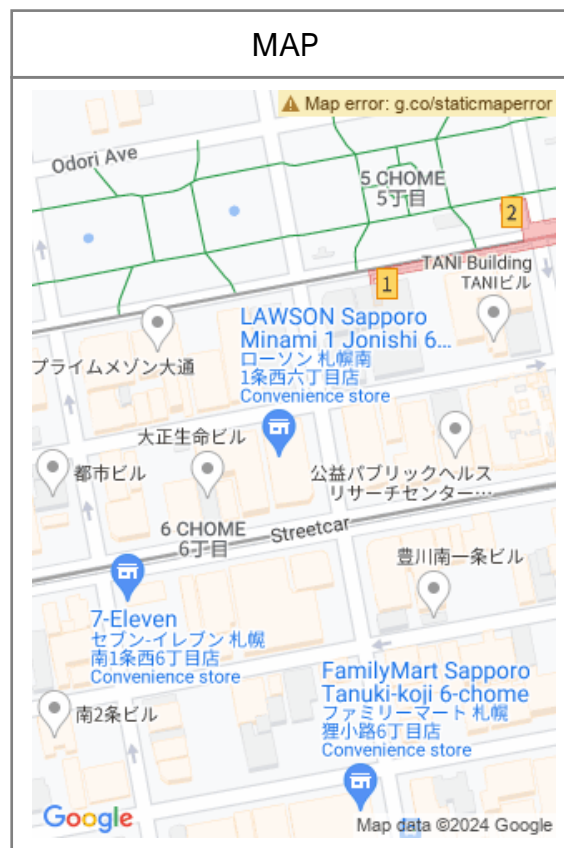 MAP
Map error: g.co/staticmaperror
Odori Ave
5 CHOME
5丁目
2
TANI Building
TANIビル
1
LAWSON Sapporo
Minami 1 Jonishi 6...
ローソン 札幌南
1条西六丁目店
Convenience store
プライムメゾン大通
大正生命ビル
都市ビル
公益パブリックヘルス
リサーチセンター…
6 CHOME
6丁目
Streetcar
豊川南一条ビル
7-Eleven
セブン-イレブン 札幌
南1条西6丁目店
Convenience store
FamilyMart Sapporo
Tanuki-koji 6-chome
ファミリーマート 札幌
狸小路6丁目店
Convenience store
南2条ビル
Google
Map data ©2024 Google